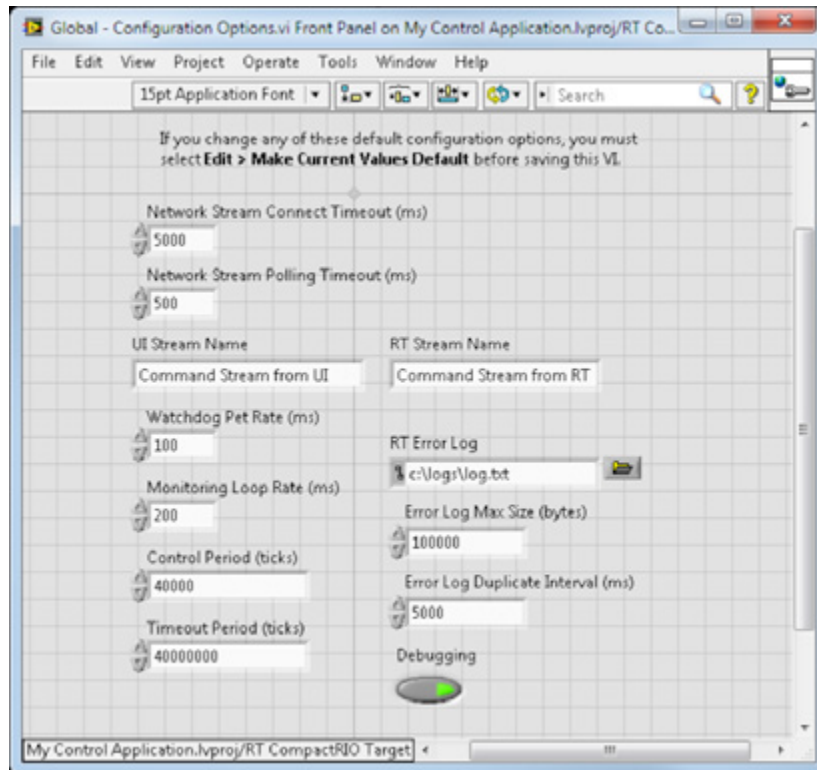 Global - Configuration Options.vi Front Panel on My Control Application.lvproj/RT Co...
File Edit View Project Operate Tools Window Help
15pt Application Font
Search
If you change any of these default configuration options, you must
select Edit > Make Current Values Default before saving this VI.
Network Stream Connect Timeout (ms)
5000
Network Stream Polling Timeout (ms)
500
UI Stream Name
Command Stream from UI
RT Stream Name
Command Stream from RT
Watchdog Pet Rate (ms)
100
Monitoring Loop Rate (ms)
200
Control Period (ticks)
40000
Timeout Period (ticks)
40000000
RT Error Log
c:\logs\log.txt
Error Log Max Size (bytes)
100000
Error Log Duplicate Interval (ms)
5000
Debugging
My Control Application.lvproj/RT CompactRIO Target